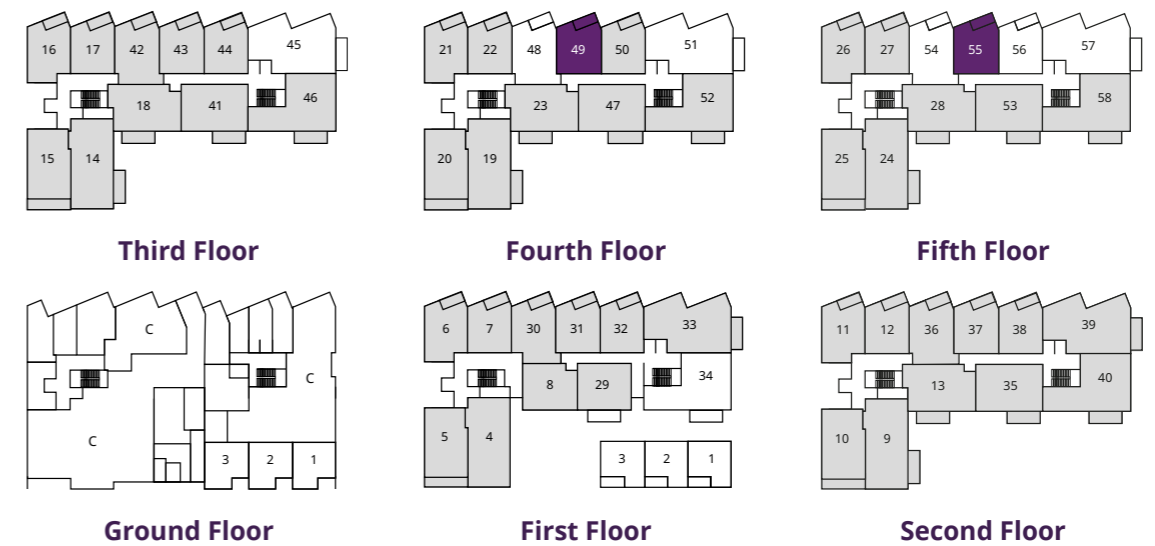 16 17 42 43 44 45
18 41 46
15 14
Third Floor
21 22 48 49 50 51
23 47 52
20 19
Fourth Floor
26 27 54 55 56 57
28 53 58
25 24
Fifth Floor
C
C
C
3 2 1
Ground Floor
6 7 30 31 32 33
8 29 34
5 4
3 2 1
First Floor
11 12 36 37 38 39
13 35 40
10 9
Second Floor